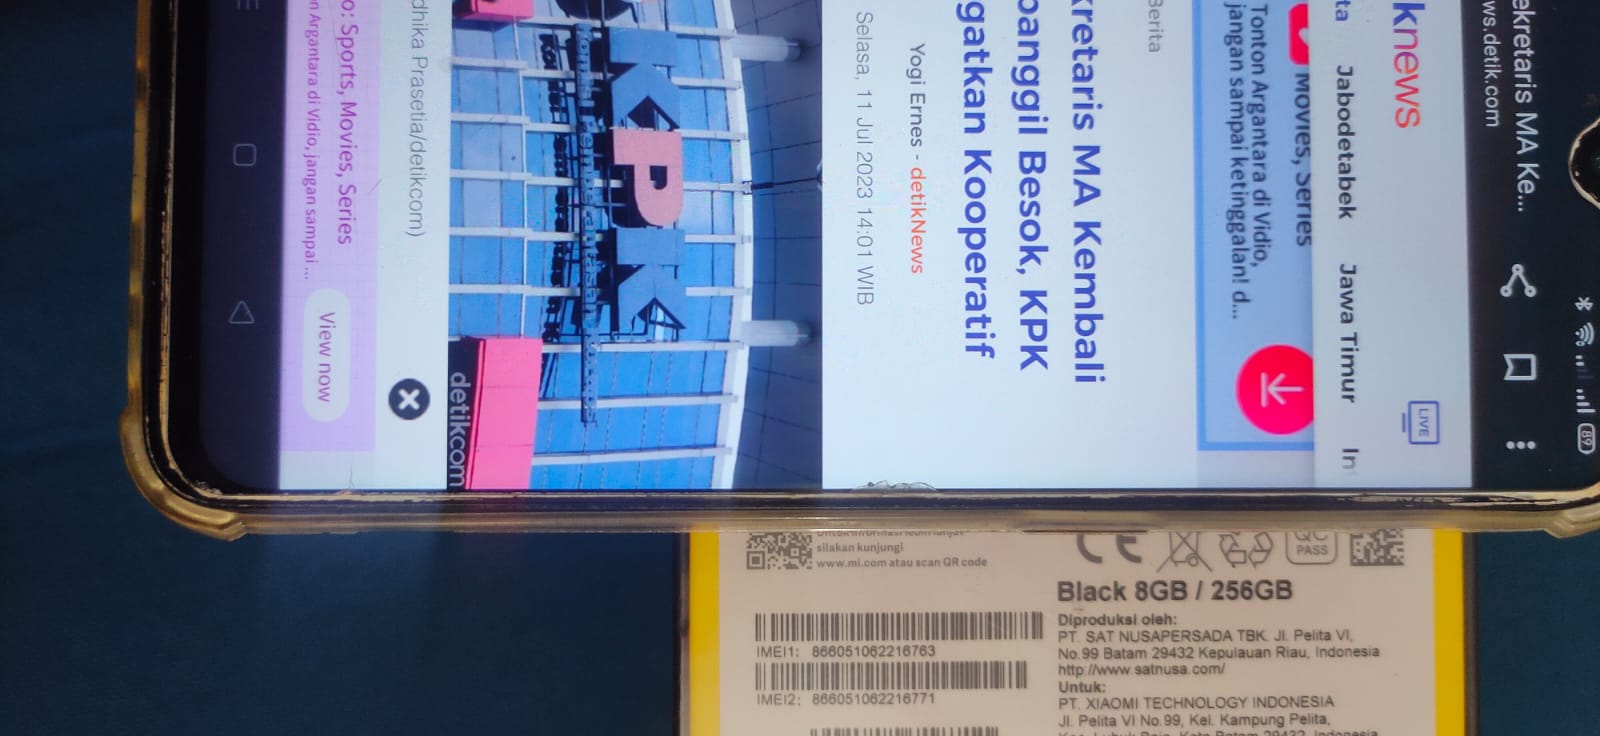 ekretaris MA Ke...
ws.detik.com
89
knews
LIVE
ta Jabodetabek Jawa Timur In
Movies, Series
Tonton Argantara di Vidio,
jangan sampai ketinggalan! d...
Berita
kretaris MA Kembali
panggil Besok, KPK
gatkan Kooperatif
Yogi Ernes - detikNews
Selasa, 11 Jul 2023 14:01 WIB
KPK
Komisi Pemberantasan Korupsi
detikcom
dhika Prasetia/detikcom)
o: Sports, Movies, Series
n Argantara di Vidio, jangan sampai ...
View now
silakan kunjungi
www.mi.com atau scan QR code
QC
PASS
Black 8GB / 256GB
IMEI1: 866051062216763
IMEI2: 866051062216771
Diproduksi oleh:
PT. SAT NUSAPERSADA TBK. Jl. Pelita VI,
No.99 Batam 29432 Kepulauan Riau, Indonesia
http://www.satnusa.com/
Untuk:
PT. XIAOMI TECHNOLOGY INDONESIA
Jl. Pelita VI No.99, Kel. Kampung Pelita,